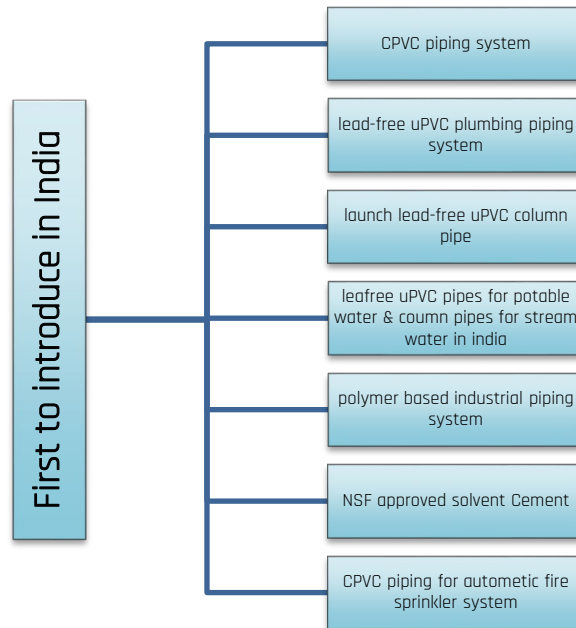 First to introduce in India
CPVC piping system
lead-free uPVC plumbing piping
system
launch lead-free uPVC column
pipe
leafree uPVC pipes for potable
water & coumn pipes for stream
water in india
polymer based industrial piping
system
NSF approved solvent Cement
CPVC piping for autometic fire
sprinkler system